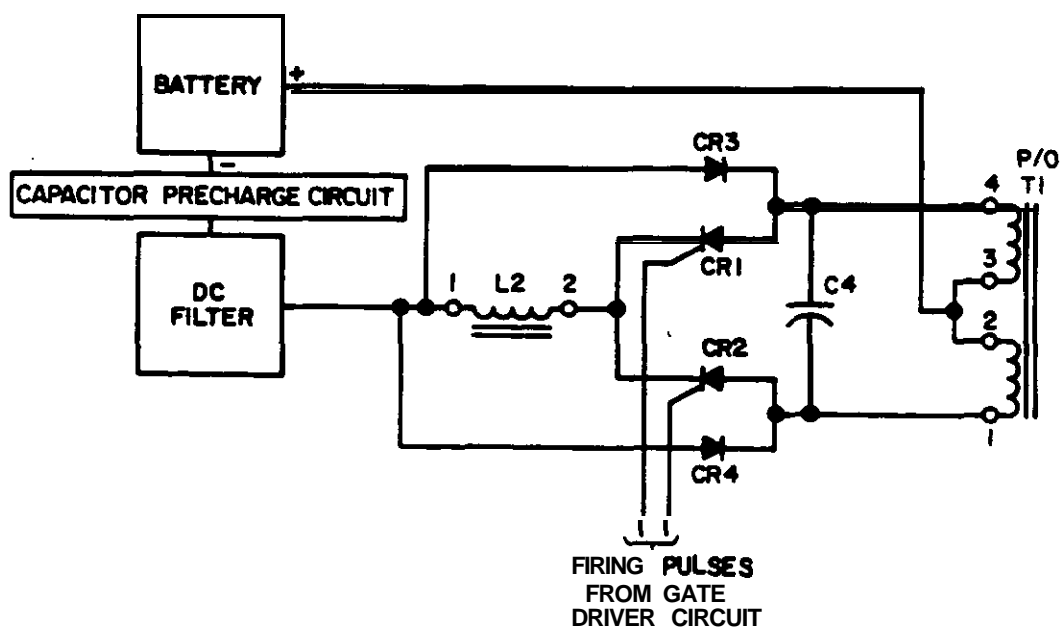 BATTERY
+
-
CAPACITOR PRECHARGE CIRCUIT
DC
FILTER
1
L2
2
CR3
CR1
CR2
CR4
C4
P/O
T1
4
3
2
1
FIRING PULSES
FROM GATE
DRIVER CIRCUIT